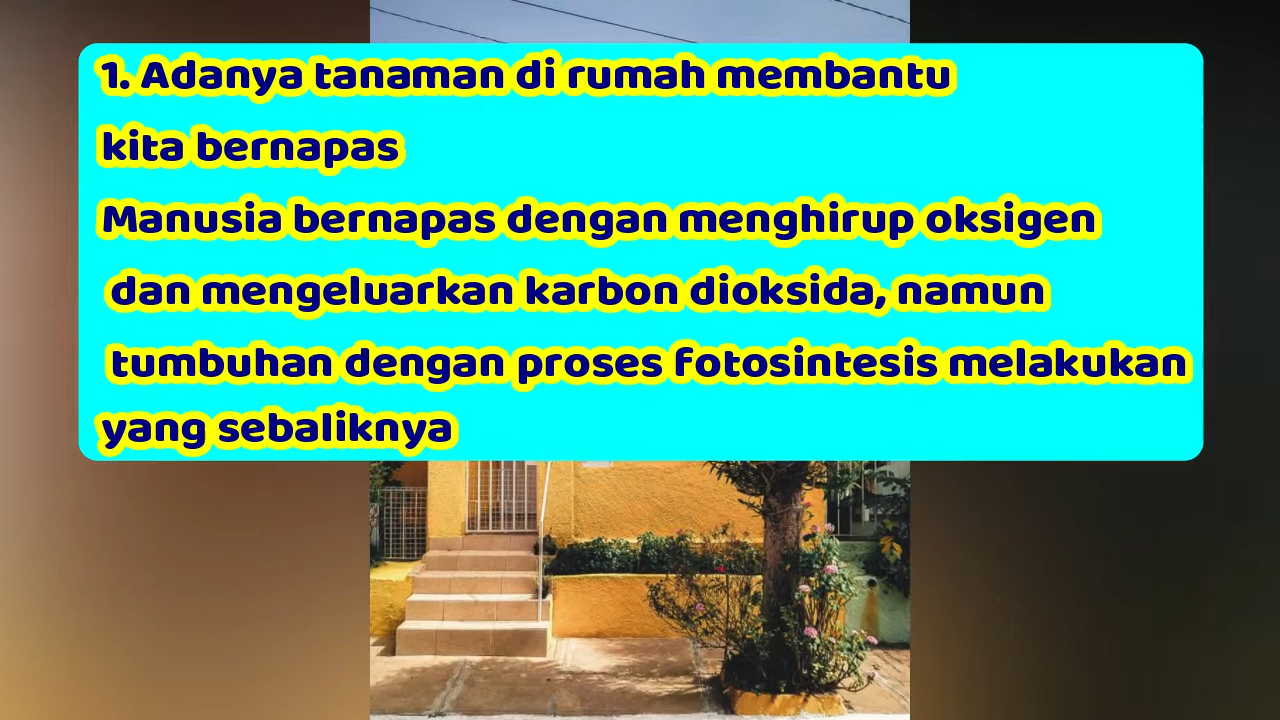 1. Adanya tanaman di rumah membantu
kita bernapas
Manusia bernapas dengan menghirup oksigen
dan mengeluarkan karbon dioksida, namun
tumbuhan dengan proses fotosintesis melakukan
yang sebaliknya